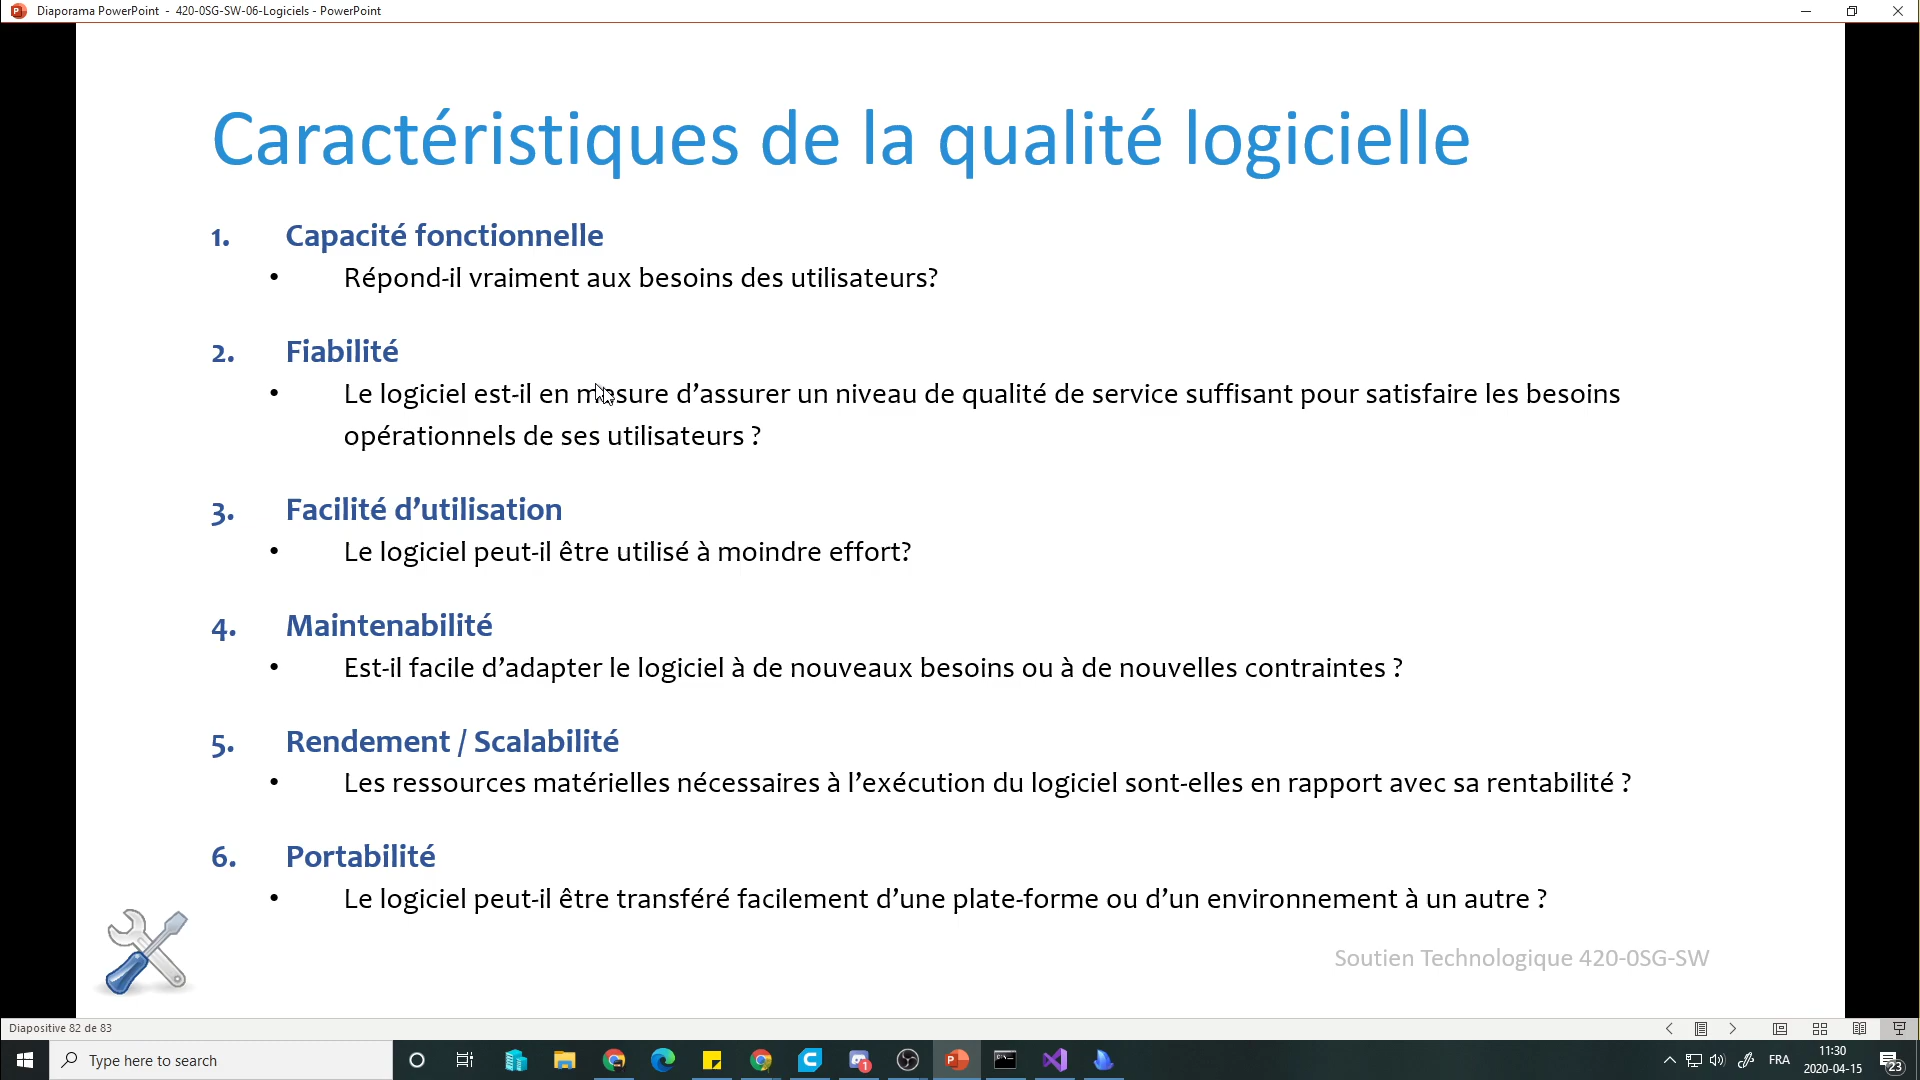 Diaporama PowerPoint - 420-0SG-SW-06-Logiciels - PowerPoint
Caractéristiques de la qualité logicielle
1. Capacité fonctionnelle
• Répond-il vraiment aux besoins des utilisateurs?
2. Fiabilité
• Le logiciel est-il en mesure d’assurer un niveau de qualité de service suffisant pour satisfaire les besoins
opérationnels de ses utilisateurs ?
3. Facilité d’utilisation
• Le logiciel peut-il être utilisé à moindre effort?
4. Maintenabilité
• Est-il facile d’adapter le logiciel à de nouveaux besoins ou à de nouvelles contraintes ?
5. Rendement / Scalabilité
• Les ressources matérielles nécessaires à l’exécution du logiciel sont-elles en rapport avec sa rentabilité ?
6. Portabilité
• Le logiciel peut-il être transféré facilement d’une plate-forme ou d’un environnement à un autre ?
Soutien Technologique 420-0SG-SW
Diapositive 82 de 83
Type here to search
FRA
11:30
2020-04-15
23